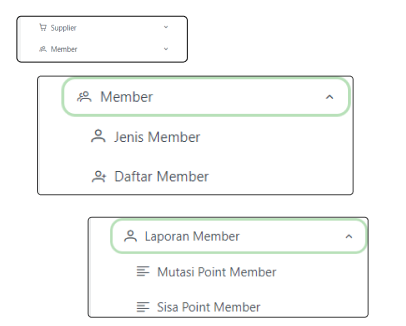 Supplier
Member
Member
Jenis Member
Daftar Member
Laporan Member
Mutasi Point Member
Sisa Point Member